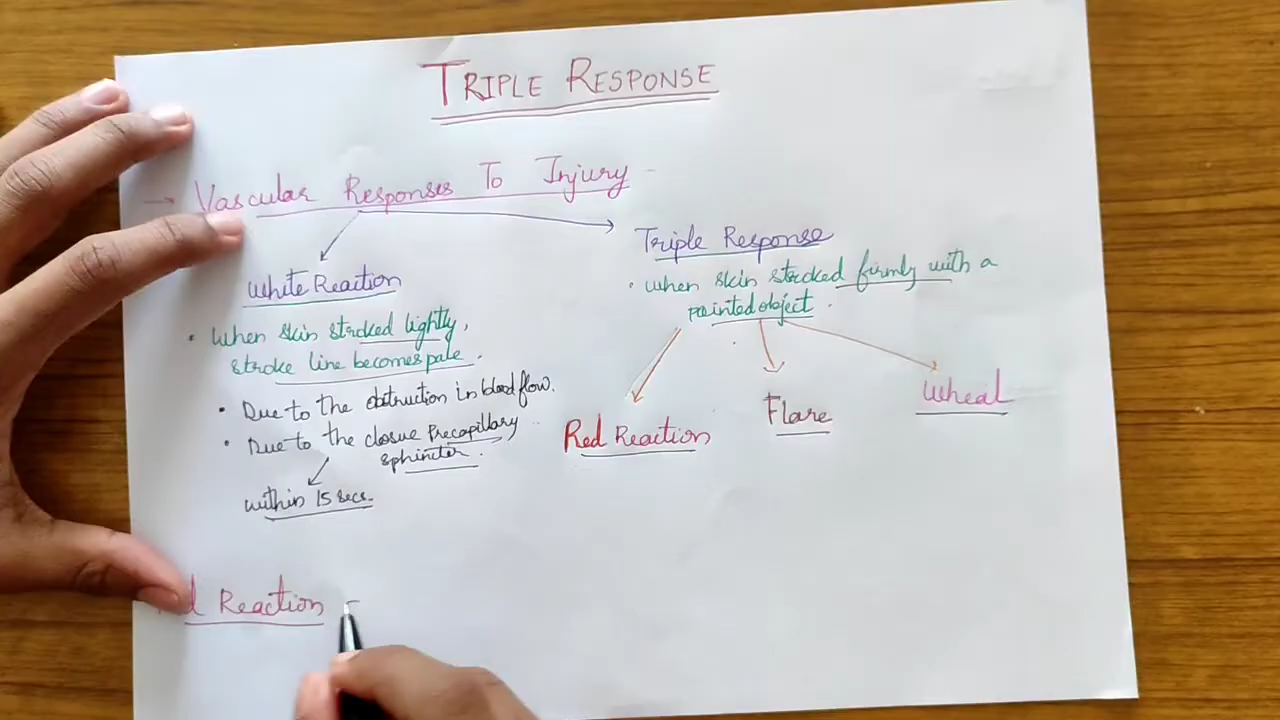 TRIPLE RESPONSE
→ Vascular Responses To Injury
White Reaction
• When skin stroked lightly,
stroke line becomes pale.
• Due to the obstruction in blood flow.
• Due to the closue Precapillary
sphincter.
within 15 secs.
Triple Response
• when skin stroked firmly with a
pointed object.
Red Reaction
Flare
Wheal
Reaction